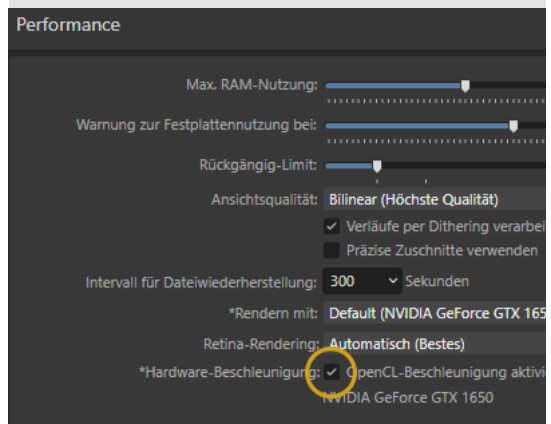 Performance
Max. RAM-Nutzung:
Warnung zur Festplattennutzung bei:
Rückgängig-Limit:
Ansichtsqualität: Bilinear (Höchste Qualität)
Verläufe per Dithering verarbei
Präzise Zuschnitte verwenden
Intervall für Dateiwiederherstellung: 300 Sekunden
*Rendern mit: Default (NVIDIA GeForce GTX 165
Retina-Rendering: Automatisch (Bestes)
*Hardware-Beschleunigung: OpenCL-Beschleunigung aktivi
NVIDIA GeForce GTX 1650